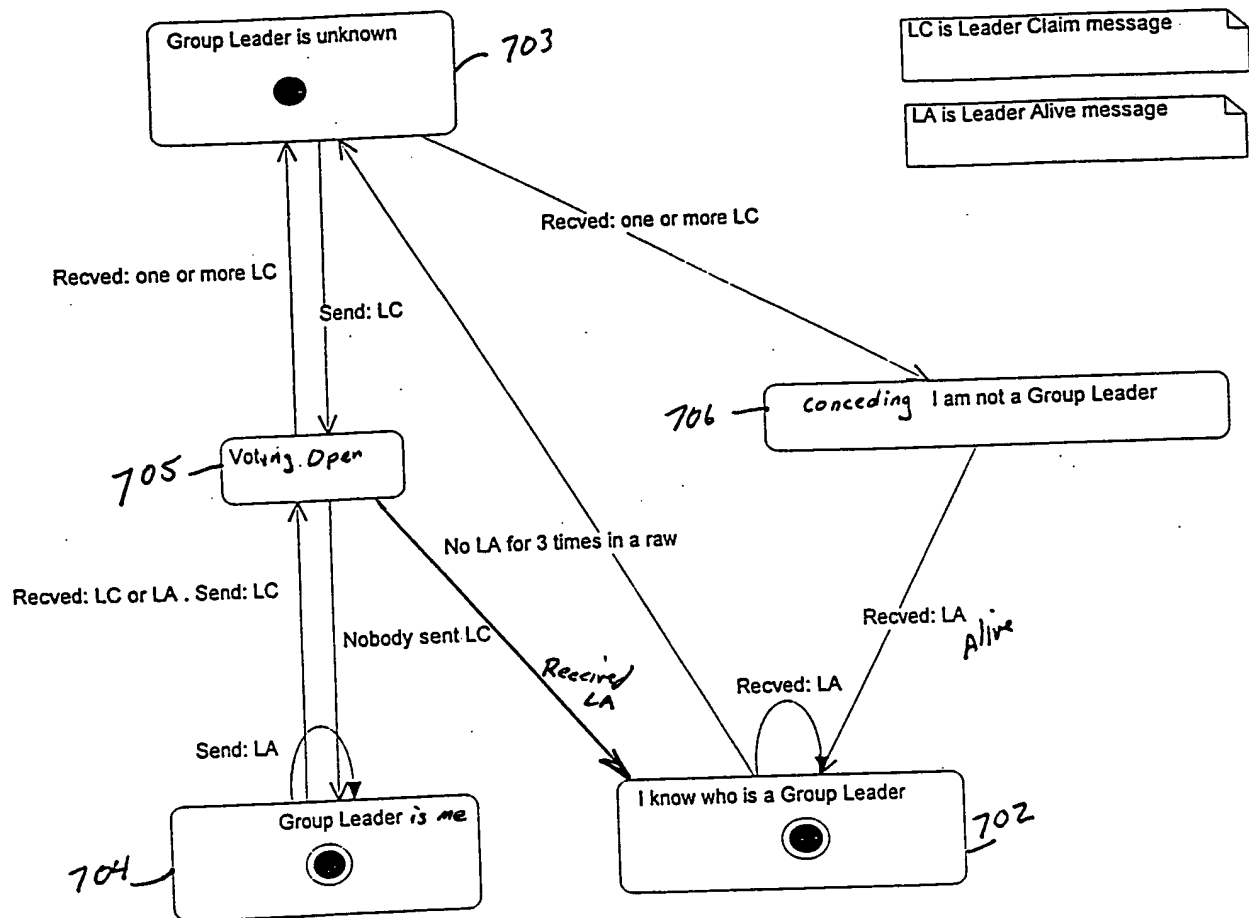 Group Leader is unknown
703
LC is Leader Claim message
LA is Leader Alive message
Recved: one or more LC
Recved: one or more LC
Send: LC
706
Conceding I am not a Group Leader
705
Voting Open
No LA for 3 times in a raw
Recved: LC or LA . Send: LC
Nobody sent LC
Received
LA
Recved: LA
Alive
Recved: LA
Send: LA
Group Leader is me
704
I know who is a Group Leader
702